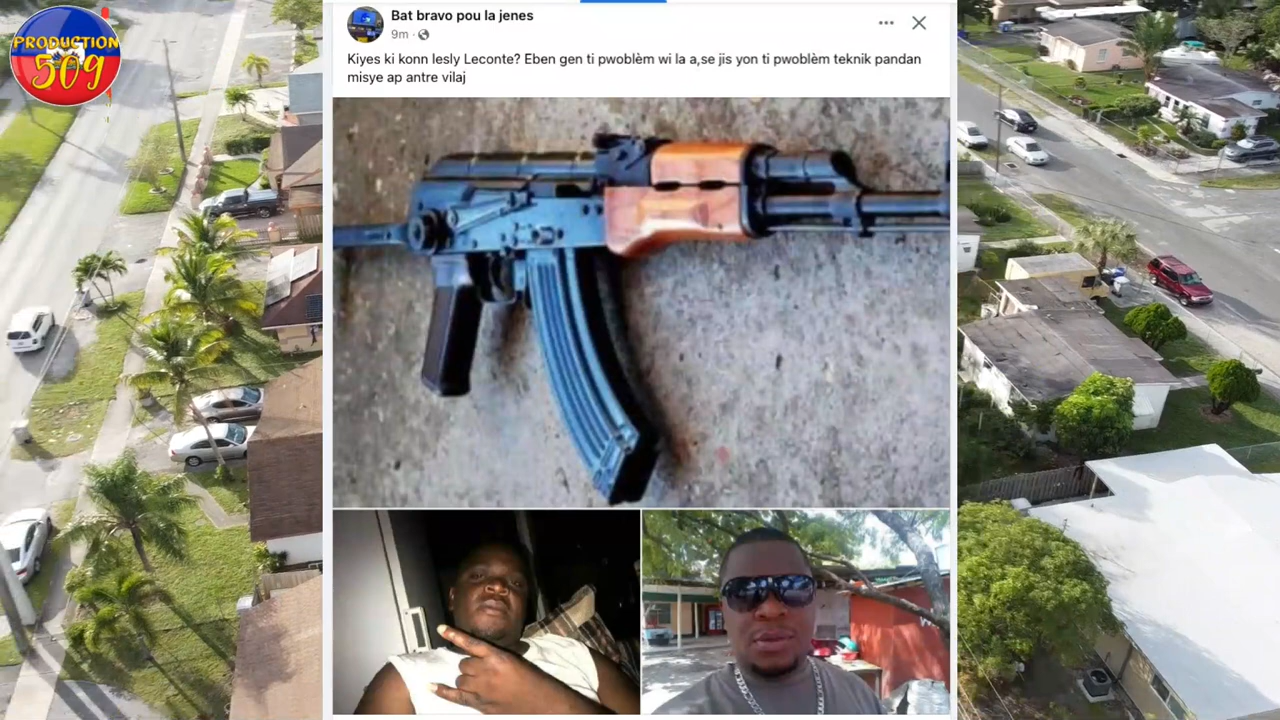 PRODUCTION
509
Bat bravo pou la jenes
9m ·
Kiyes ki konn lesly Leconte? Eben gen ti pwoblèm wi la a,se jis yon ti pwoblèm teknik pandan
misye ap antre vilaj